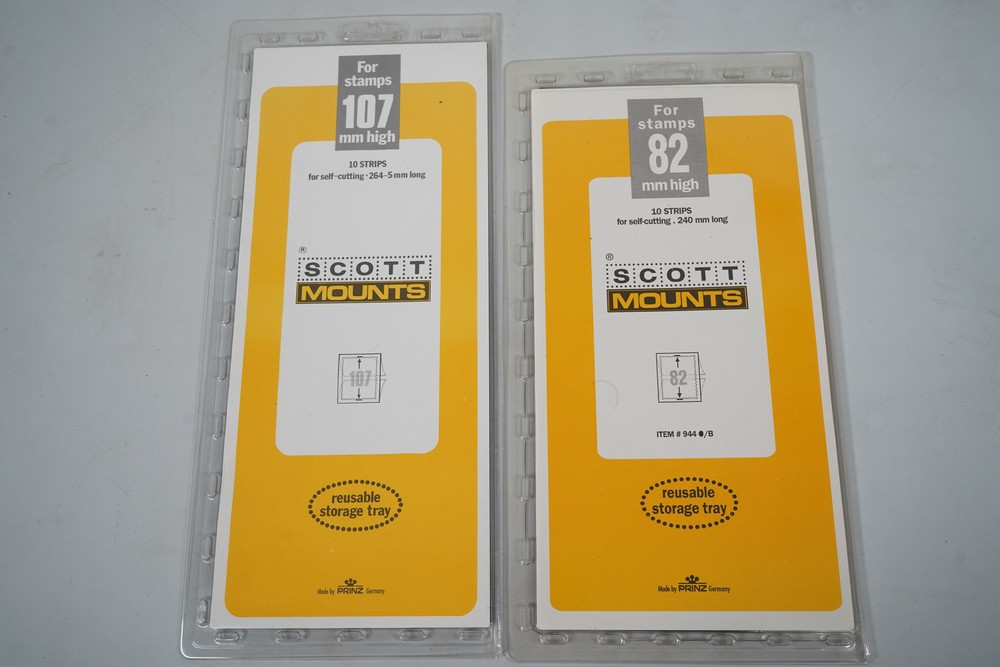 For
stamps
107
mm high
10 STRIPS
for self-cutting · 264-5 mm long
®
SCOTT
MOUNTS
107
reusable
storage tray
Made by PRINZ Germany
For
stamps
82
mm high
10 STRIPS
for self-cutting . 240 mm long
®
SCOTT
MOUNTS
82
ITEM # 944 /B
reusable
storage tray
Made by PRINZ Germany